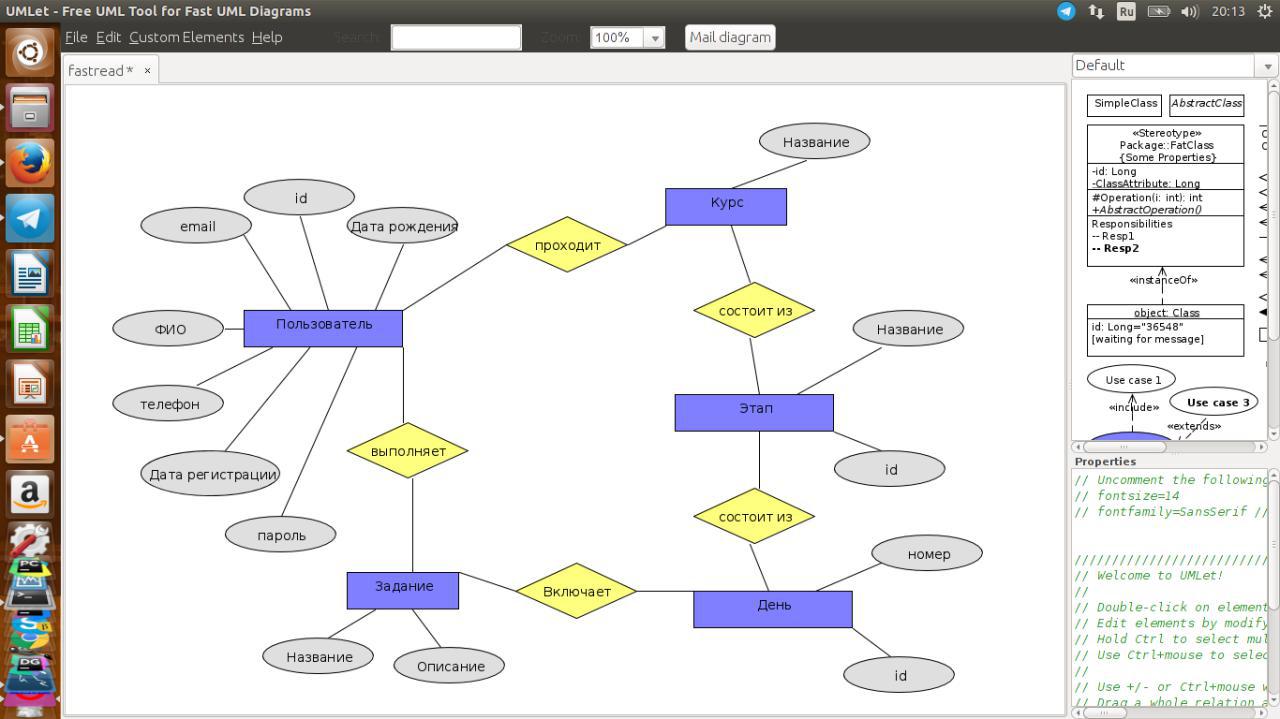 UMLet - Free UML Tool for Fast UML Diagrams
Ru
20:13
File Edit Custom Elements Help
Search:
Zoom:
100%
Mail diagram
fastread *
Название
id
email
Дата рождения
Курс
проходит
ФИО
Пользователь
состоит из
Название
телефон
Этап
выполняет
Дата регистрации
id
состоит из
пароль
номер
Задание
Включает
День
Название
Описание
id
Default
SimpleClass
AbstractClass
«Stereotype»
Package::FatClass
{Some Properties}
-id: Long
-ClassAttribute: Long
#Operation(i: int): int
+AbstractOperation()
Responsibilities
-- Resp1
-- Resp2
«instanceOf»
object: Class
id: Long="36548"
[waiting for message]
Use case 1
«include»
Use case 3
«extends»
Properties
// Uncomment the following
// fontsize=14
// fontfamily=SansSerif //
// Welcome to UMLet!
//
// Double-click on element
// Edit elements by modify
// Hold Ctrl to select mul
// Use Ctrl+mouse to selec
//
// Use +/- or Ctrl+mouse w
// Drag a whole relation a
PC
DG